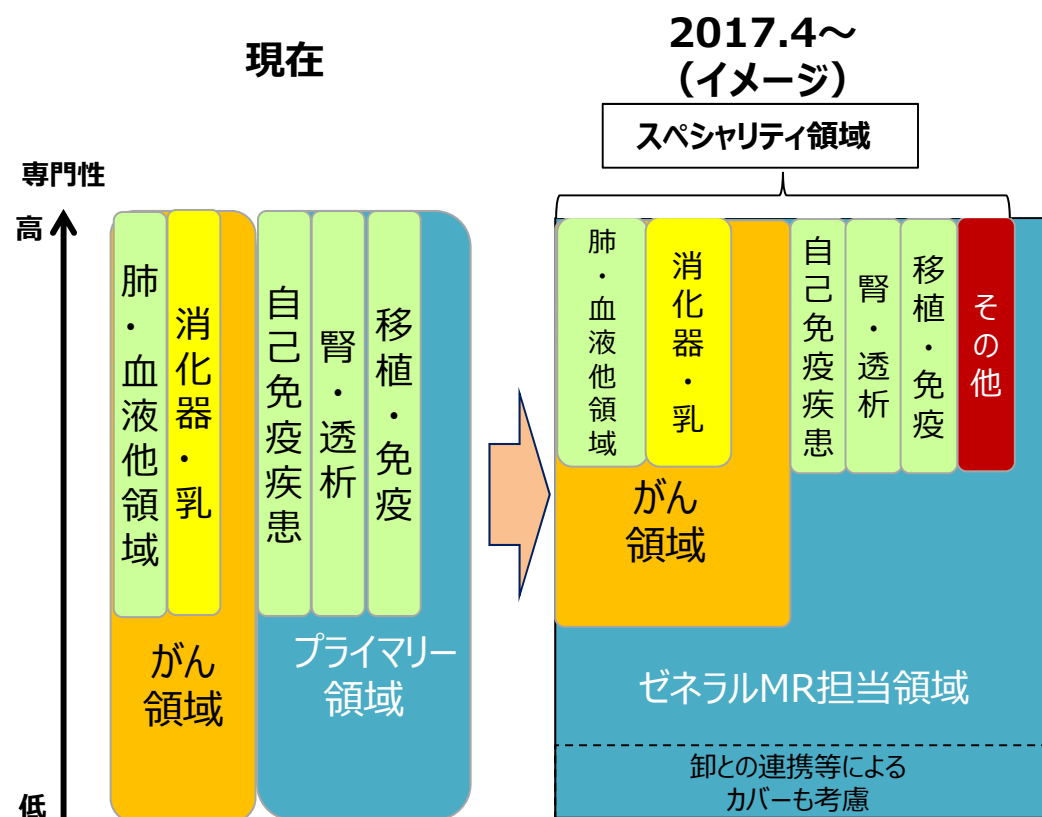 現在
2017.4～
（イメージ）
スペシャリティ領域
専門性
高
低
肺・血液他領域
消化器・乳
自己免疫疾患
腎・透析
移植・免疫
がん
領域
プライマリー
領域
肺・血液他領域
消化器・乳
自己免疫疾患
腎・透析
移植・免疫
その他
がん
領域
ゼネラルMR担当領域
卸との連携等による
カバーも考慮